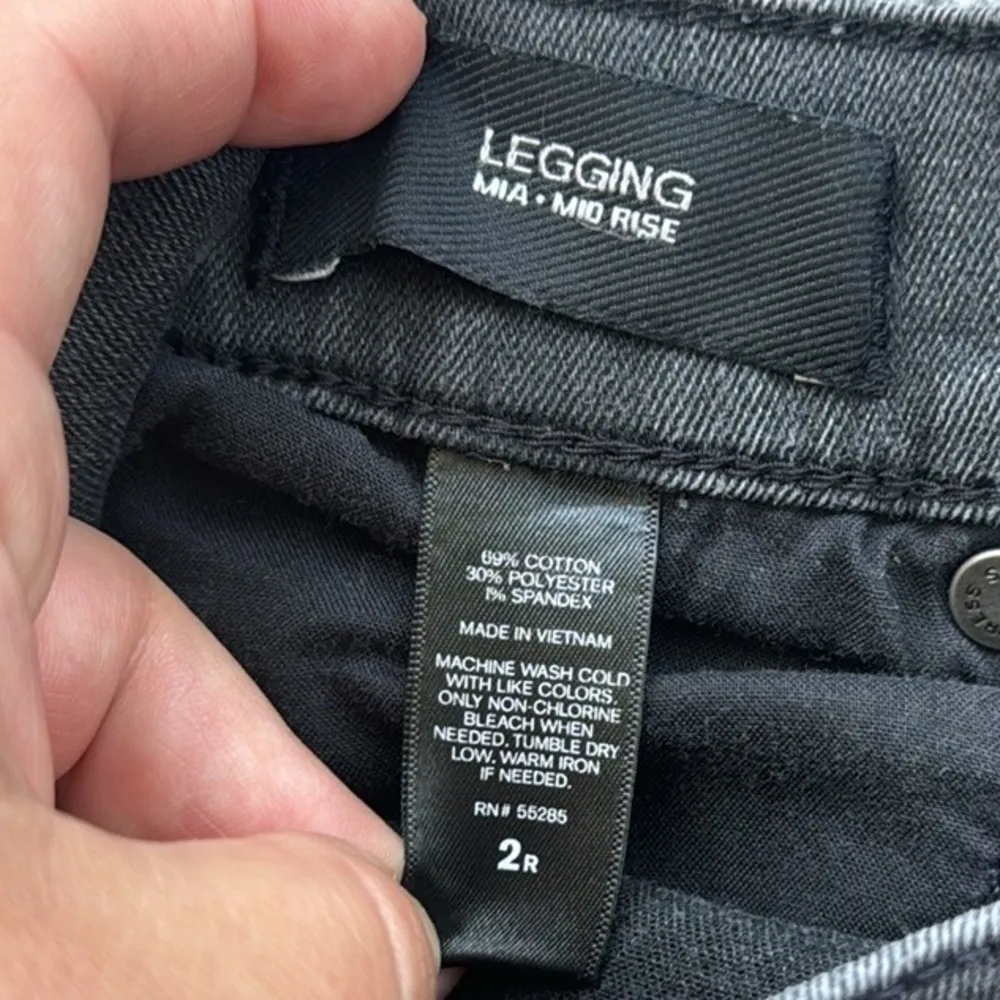 LEGGING
MIA • MID RISE
69% COTTON
30% POLYESTER
1% SPANDEX
MADE IN VIETNAM
MACHINE WASH COLD
WITH LIKE COLORS.
ONLY NON-CHLORINE
BLEACH WHEN
NEEDED. TUMBLE DRY
LOW. WARM IRON
IF NEEDED.
RN# 55285
2R